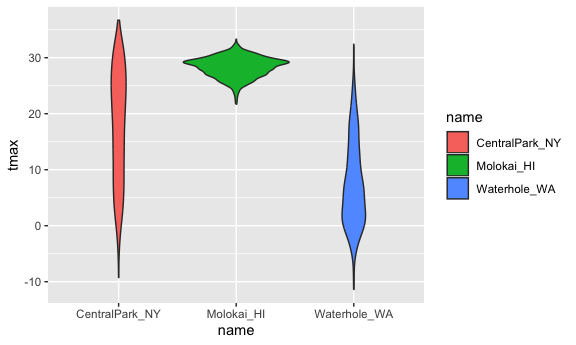 30
20
10
0
-10
tmax
CentralPark_NY
Molokai_HI
Waterhole_WA
name
name
CentralPark_NY
Molokai_HI
Waterhole_WA